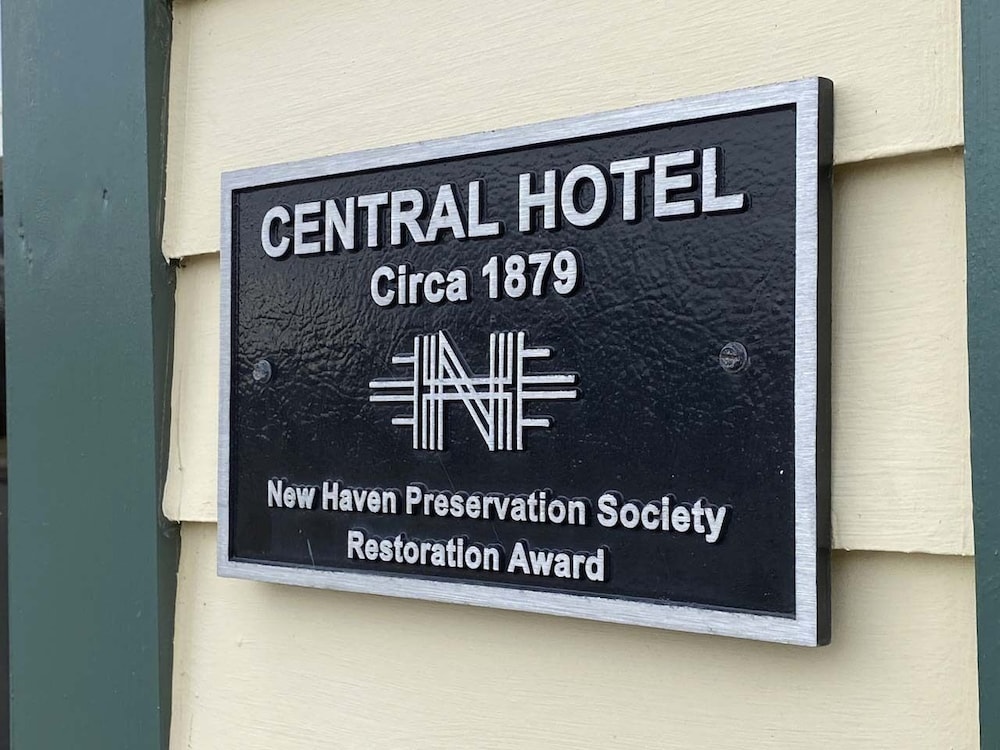 CENTRAL HOTEL
Circa 1879
N
New Haven Preservation Society
Restoration Award